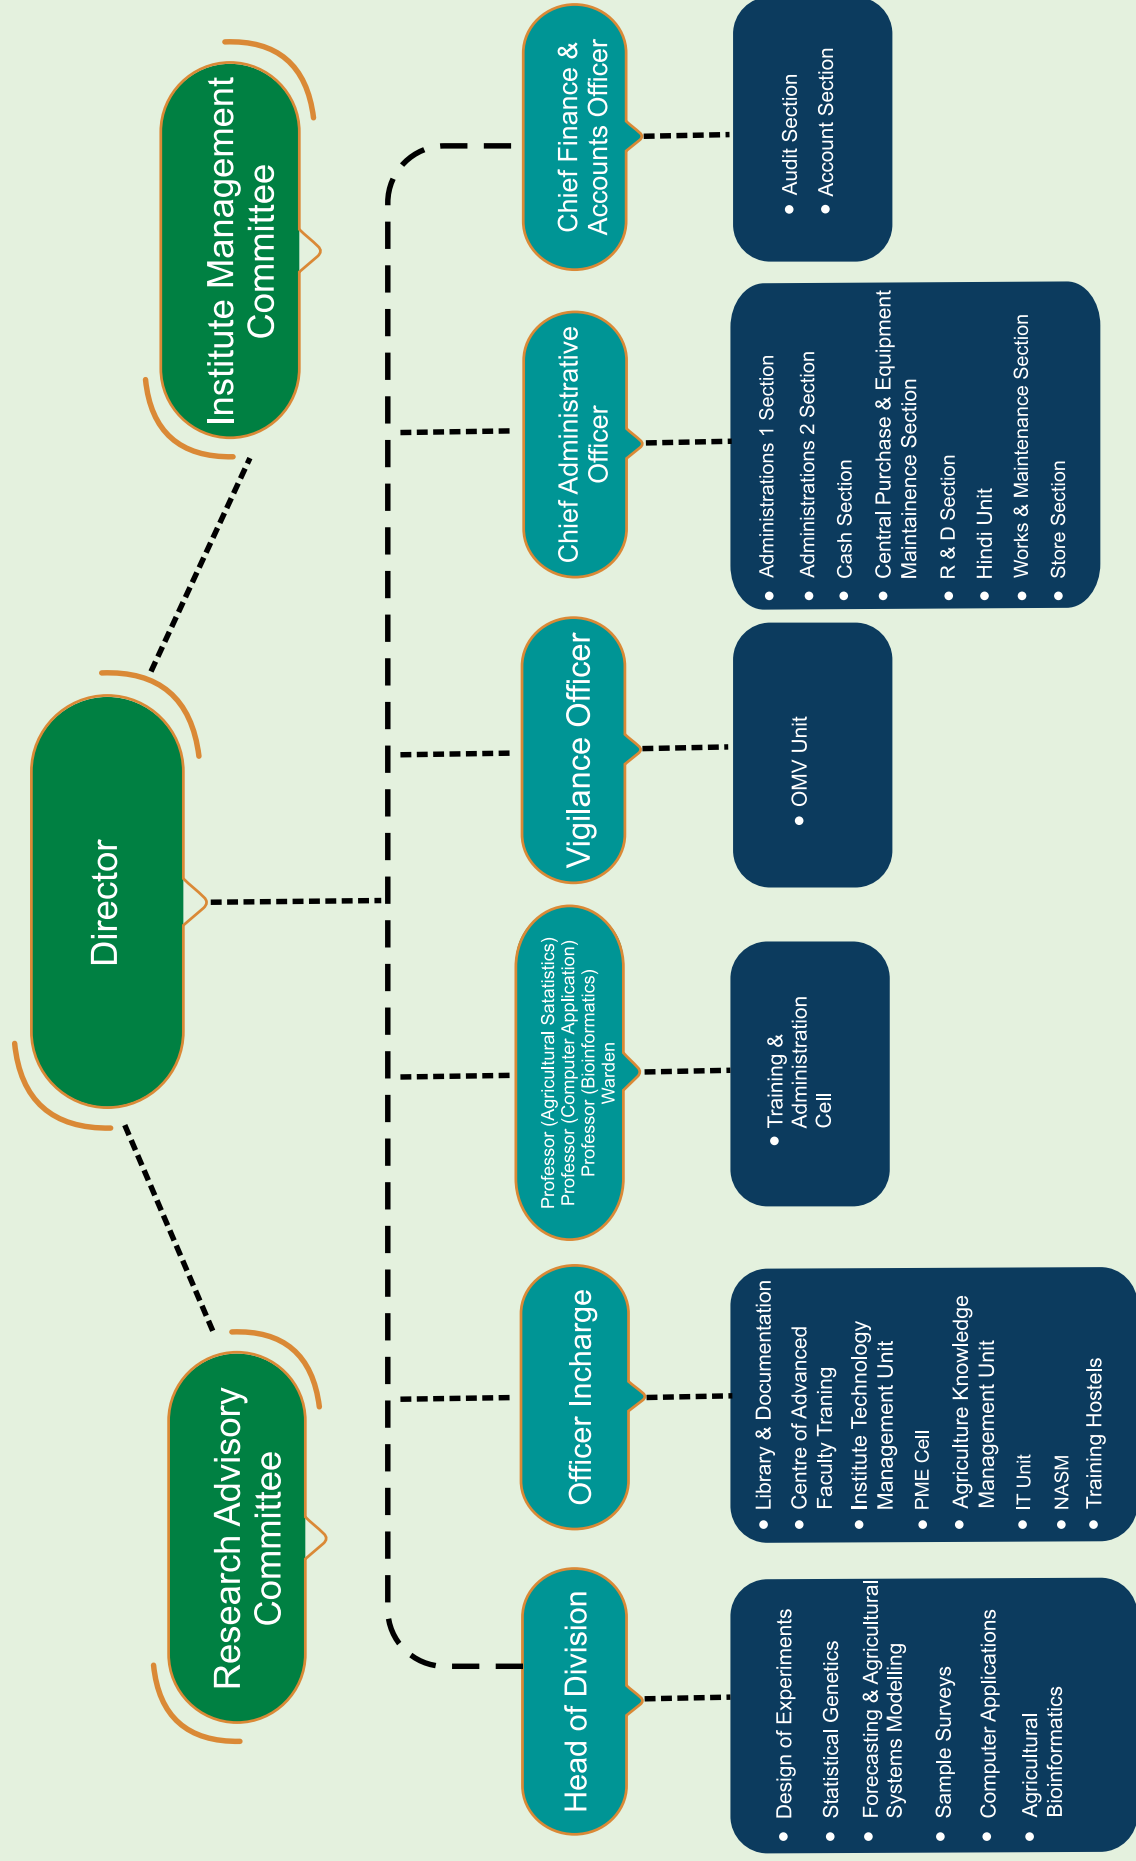 Director
Research Advisory
Committee
Institute Management
Committee
Head of Division
Officer Incharge
Professor (Agricultural Satatistics)
Professor (Computer Application)
Professor (Bioinformatics)
Warden
Vigilance Officer
Chief Administrative
Officer
Chief Finance &
Accounts Officer
• Design of Experiments
• Statistical Genetics
• Forecasting & Agricultural
Systems Modelling
• Sample Surveys
• Computer Applications
• Agricultural
Bioinformatics
• Library & Documentation
• Centre of Advanced
Faculty Traning
• Institute Technology
Management Unit
• PME Cell
• Agriculture Knowledge
Management Unit
• IT Unit
• NASM
• Training Hostels
• Training &
Administration
Cell
• OMV Unit
• Administrations 1 Section
• Administrations 2 Section
• Cash Section
• Central Purchase & Equipment
Maintainence Section
• R & D Section
• Hindi Unit
• Works & Maintenance Section
• Store Section
• Audit Section
• Account Section